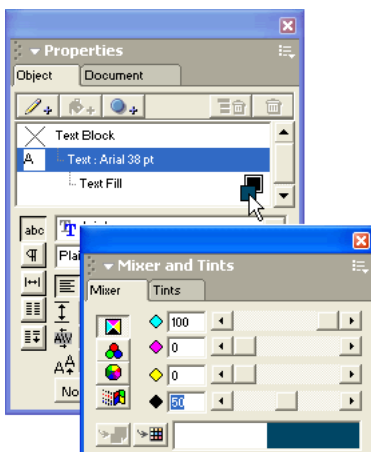 Properties
Object Document
Text Block
A Text : Arial 38 pt
Text Fill
abc
Plai
No
Mixer and Tints
Mixer Tints
100
0
0
50